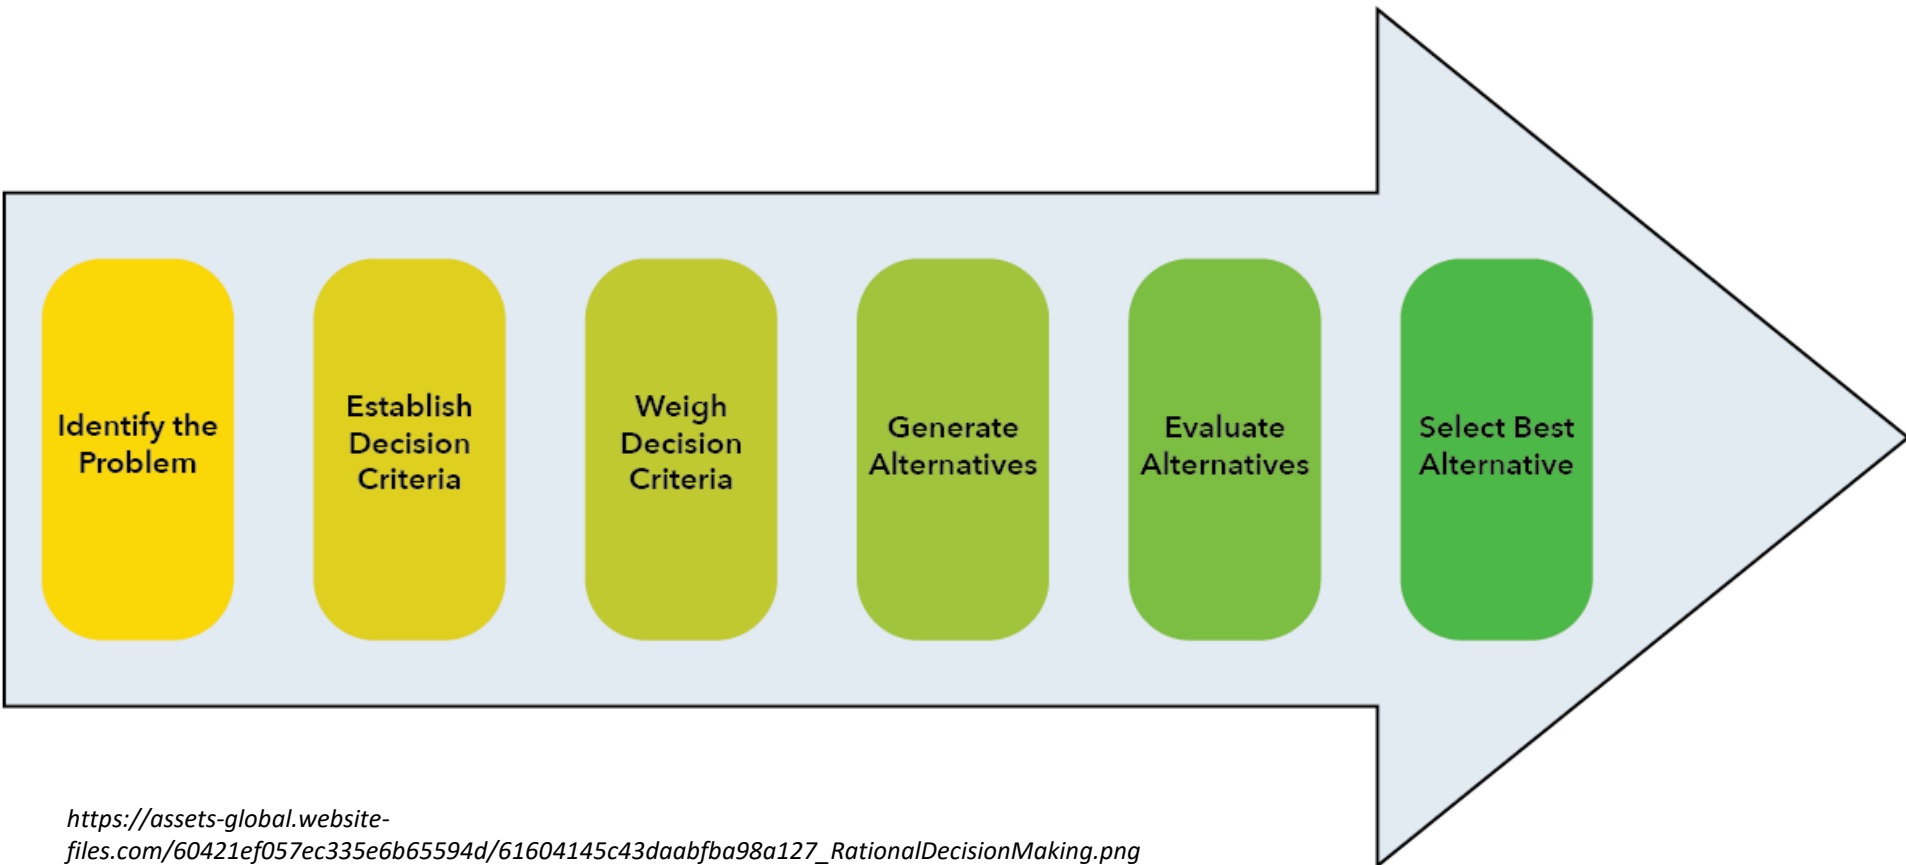 Identify the
Problem
Establish
Decision
Criteria
Weigh
Decision
Criteria
Generate
Alternatives
Evaluate
Alternatives
Select Best
Alternative
https://assets-global.website-
files.com/60421ef057ec335e6b65594d/61604145c43daabfba98a127_RationalDecisionMaking.png